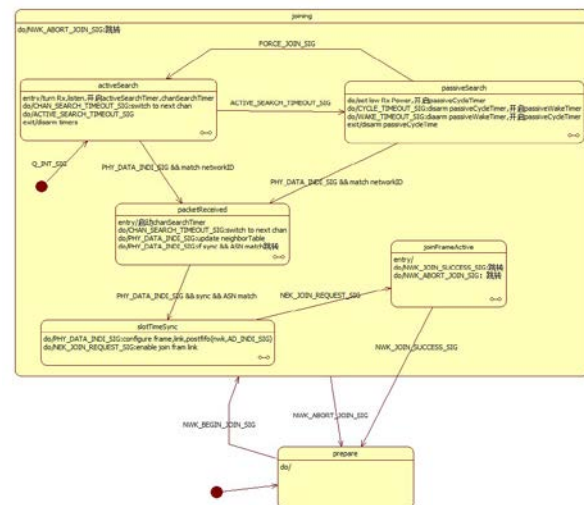 joining
do/NWK_ABORT_JOIN_SIG:跳转
FORCE_JOIN_SIG
activeSearch
entry/turn Rx,listen,开启activeSearchTimer,chanSearchTimer
do/CHAN_SEARCH_TIMEOUT_SIG:switch to next chan
do/ACTIVE_SEARCH_TIMEOUT_SIG
exit/disarm timers
ACTIVE_SEARCH_TIMEOUT_SIG
passiveSearch
do/set low Rx Power,开启passiveCycleTimer
do/CYCLE_TIMEOUT_SIG:disarm passiveCycleTimer,开启passiveWakeTimer
do/WAKE_TIMEOUT_SIG:disarm passiveWakeTimer,开启passiveCycleTimer
exit/disarm passiveCycleTime
Q_INT_SIG
PHY_DATA_INDI_SIG && match networkID
PHY_DATA_INDI_SIG && match networkID
packetReceived
entry/启动chanSearchTimer
do/CHAN_SEARCH_TIMEOUT_SIG:switch to next chan
do/PHY_DATA_INDI_SIG:update neighborTable
do/PHY_DATA_INDI_SIG:if sync && ASN match跳转
joinFrameActive
entry/
do/NWK_JOIN_SUCCESS_SIG:跳转
do/NWK_ABORT_JOIN_SIG: 跳转
PHY_DATA_INDI_SIG && sync && ASN match
NEK_JOIN_REQUEST_SIG
slotTimeSync
do/PHY_DATA_INDI_SIG:configure frame,link,postfifo(nwk,AD_INDI_SIG)
do/NEK_JOIN_REQUEST_SIG:enable join fram link
NWK_JOIN_SUCCESS_SIG
NWK_BEGIN_JOIN_SIG
NWK_ABORT_JOIN_SIG
prepare
do/